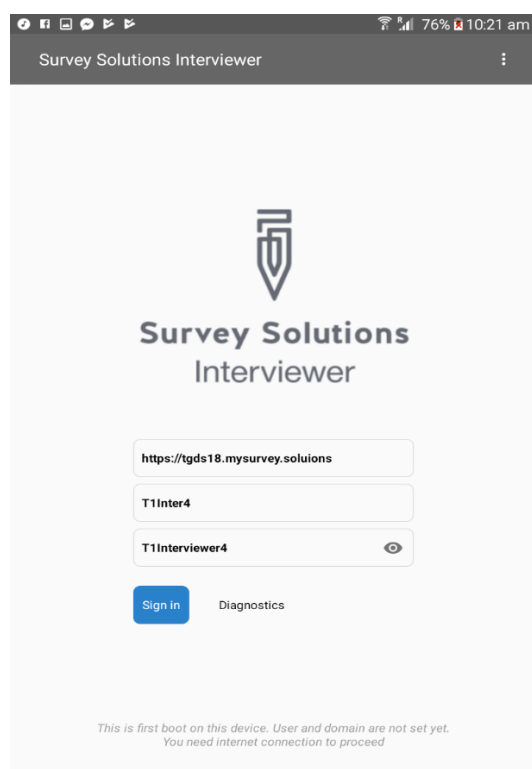 R 76% 10:21 am
Survey Solutions Interviewer
Survey Solutions
Interviewer
https://tgds18.mysurvey.soluions
T1Inter4
T1Interviewer4
Sign in Diagnostics
This is first boot on this device. User and domain are not set yet.
You need internet connection to proceed